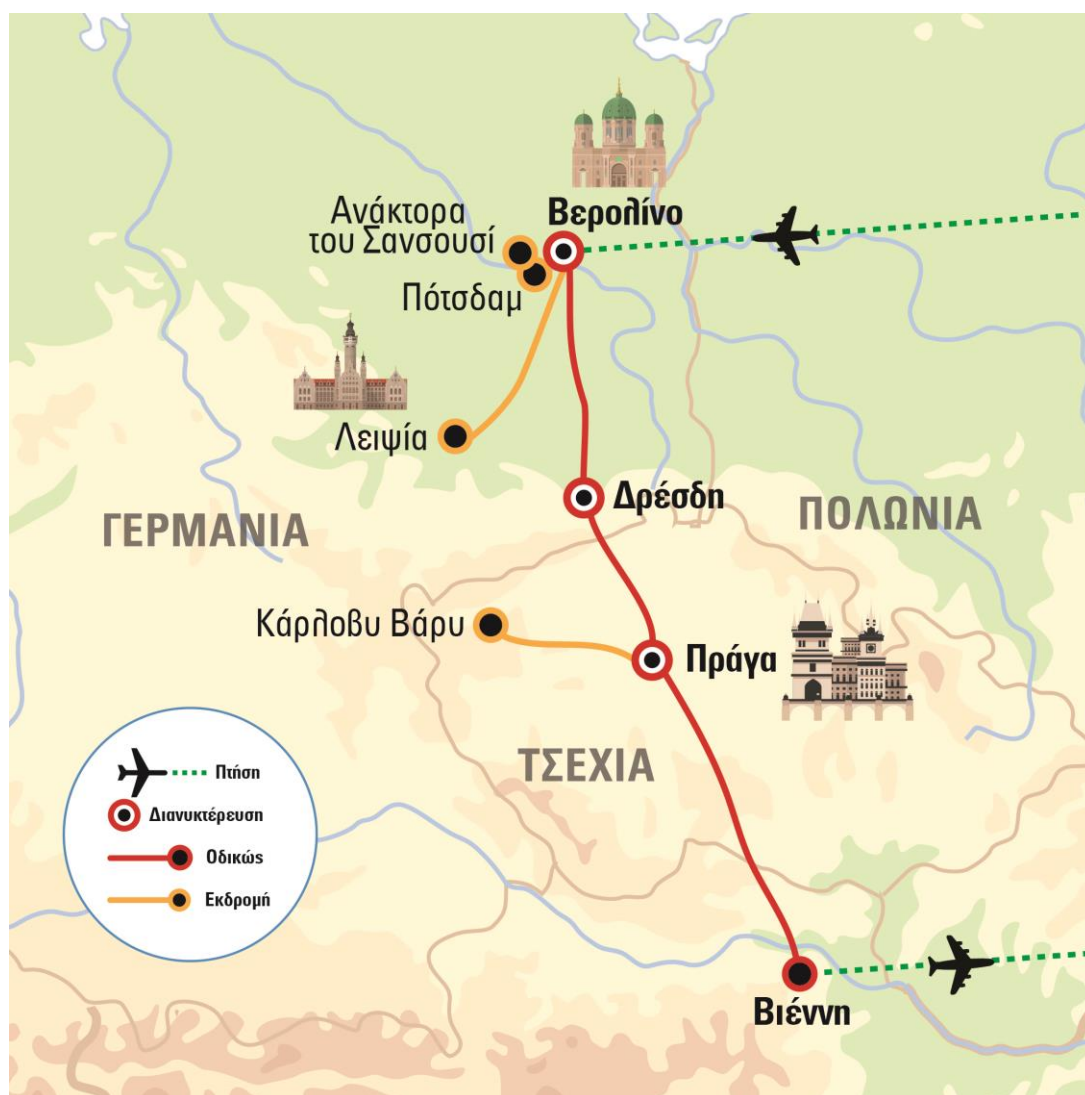 Βερολίνο
Ανάκτορα
του Σανσουσί
Πότσδαμ
Λειψία
Δρέσδη
ΓΕΡΜΑΝΙΑ
ΠΟΛΩΝΙΑ
Κάρλοβυ Βάρυ
Πράγα
ΤΣΕΧΙΑ
Πτήση
Διανυκτέρευση
Οδικώς
Εκδρομή
Βιέννη